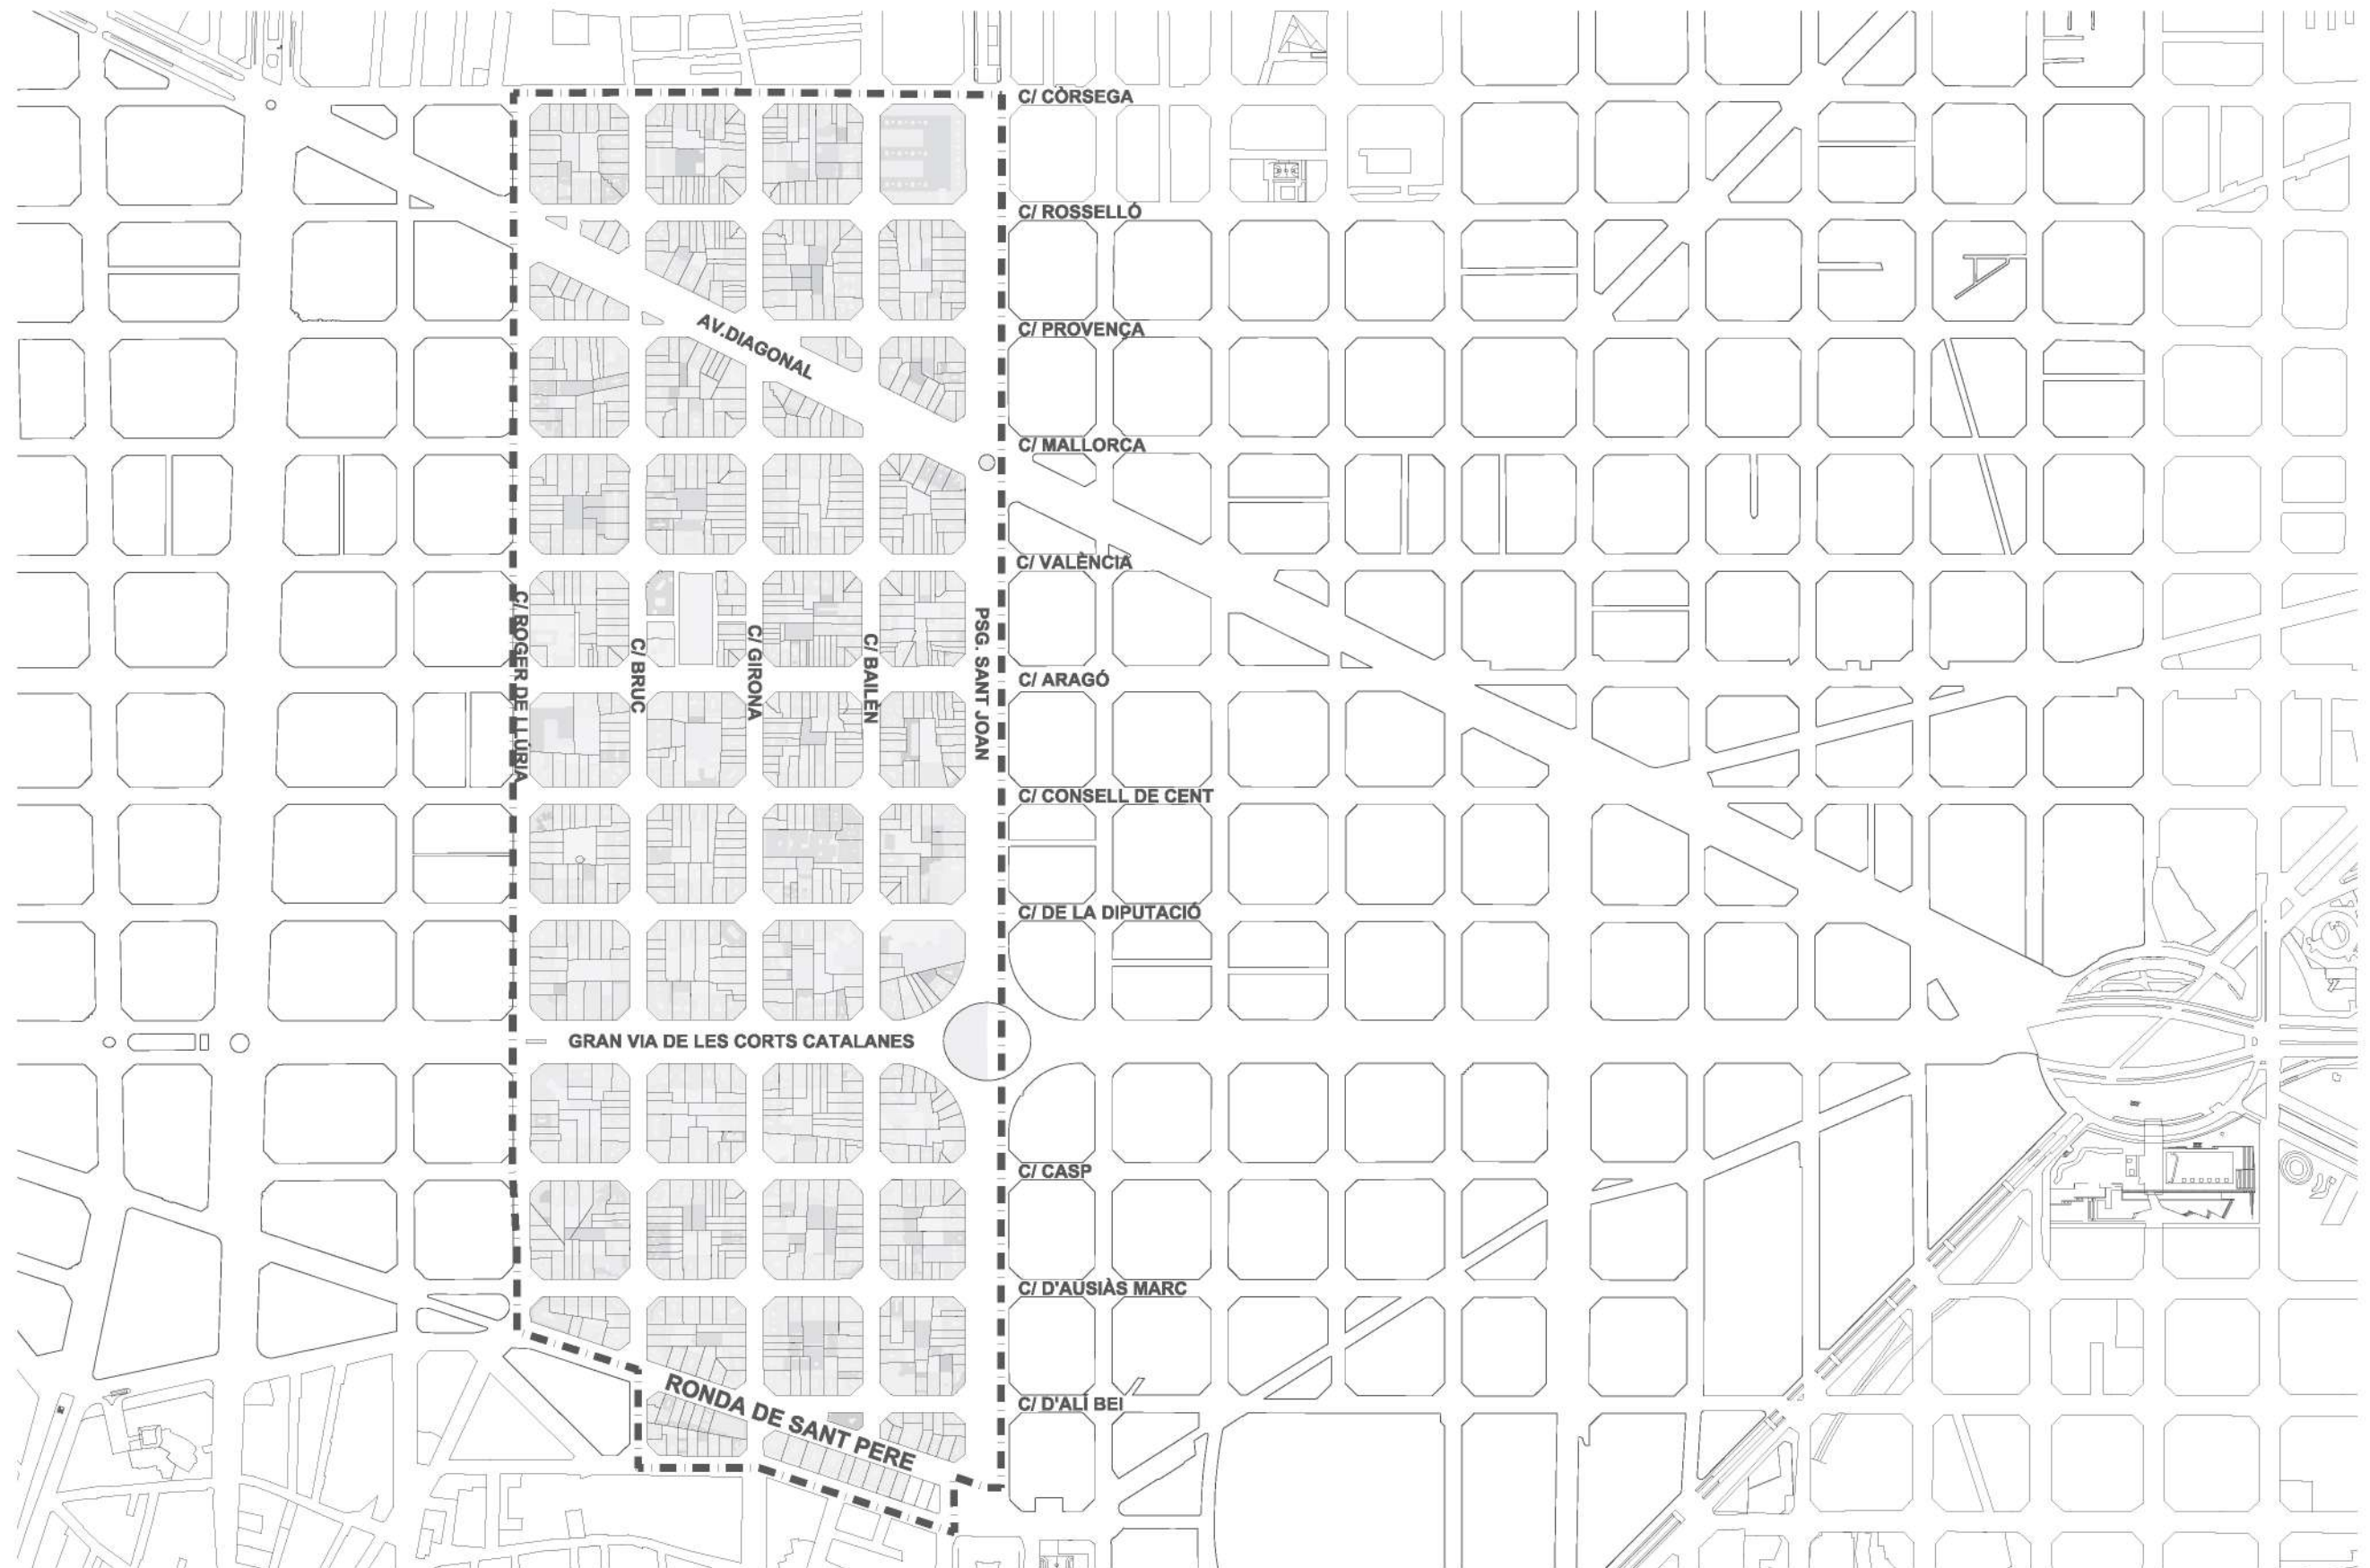 C/ CÒRSEGA
C/ ROSSELLÓ
C/ PROVENÇA
AV.DIAGONAL
C/ MALLORCA
C/ VALÈNCIA
C/ ROGER DE LLÚRIA
C/ BRUC
C/ GIRONA
C/ BAILÈN
PSG. SANT JOAN
C/ ARAGÓ
C/ CONSELL DE CENT
C/ DE LA DIPUTACIÓ
GRAN VIA DE LES CORTS CATALANES
C/ CASP
C/ D'AUSIÀS MARC
C/ D'ALÍ BEI
RONDA DE SANT PERE